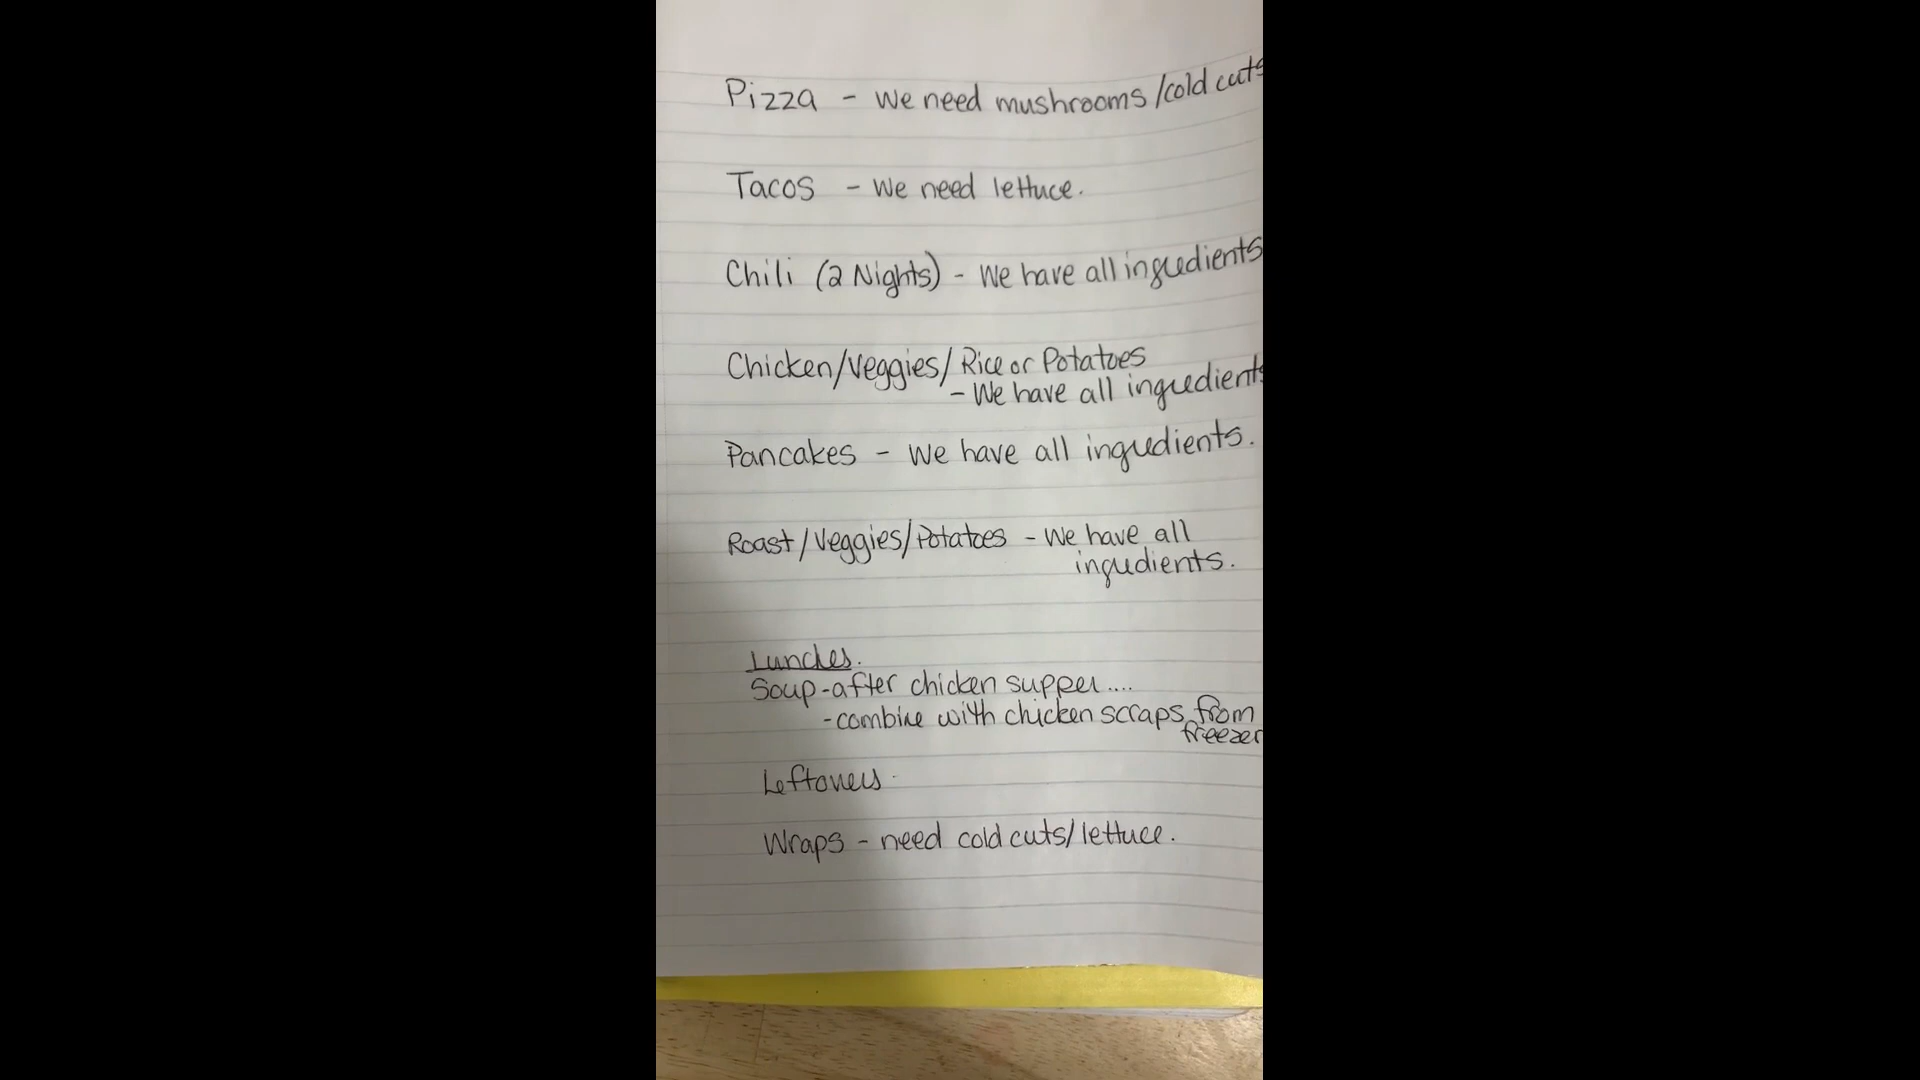 Pizza - We need mushrooms/cold cuts
Tacos - We need lettuce.
Chili (2 Nights) - We have all ingredients
Chicken/Veggies/Rice or Potatoes
- We have all ingredients
Pancakes - We have all ingredients.
Roast/Veggies/Potatoes - We have all
ingredients.
Lunches.
Soup-after chicken supper....
-combine with chicken scraps from
freezer
Leftovers
Wraps - need cold cuts/lettuce.